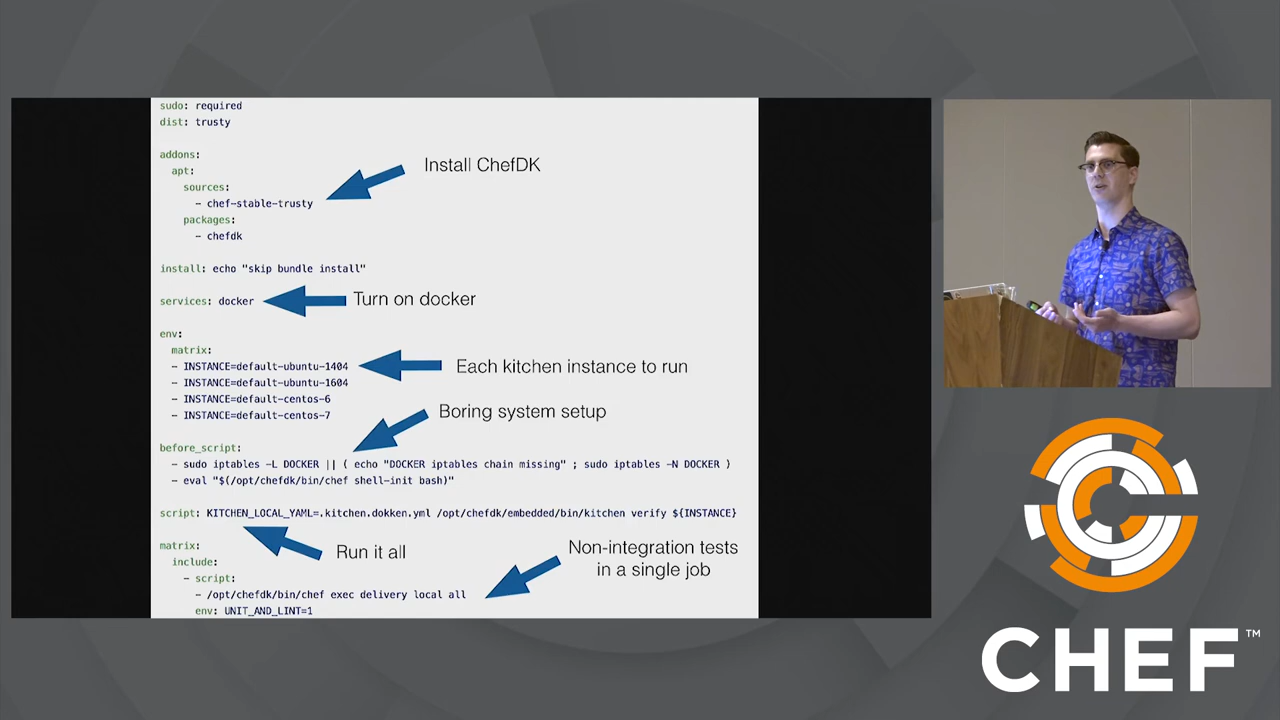 sudo: required
dist: trusty
addons:
apt:
sources:
- chef-stable-trusty
packages:
- chefdk
install: echo "skip bundle install"
services: docker
env:
matrix:
- INSTANCE=default-ubuntu-1404
- INSTANCE=default-ubuntu-1604
- INSTANCE=default-centos-6
- INSTANCE=default-centos-7
before_script:
- sudo iptables -L DOCKER || ( echo "DOCKER iptables chain missing" ; sudo iptables -N DOCKER )
- eval "$(/opt/chefdk/bin/chef shell-init bash)"
script: KITCHEN_LOCAL_YAML=.kitchen.dokken.yml /opt/chefdk/embedded/bin/kitchen verify ${INSTANCE}
matrix:
include:
- script:
- /opt/chefdk/bin/chef exec delivery local all
env: UNIT_AND_LINT=1
Install ChefDK
Turn on docker
Each kitchen instance to run
Boring system setup
Run it all
Non-integration tests
in a single job
CHEF™